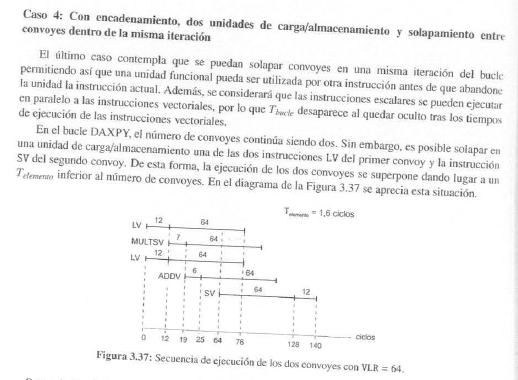 Caso 4: Con encadenamiento, dos unidades de carga/almacenamiento y solapamiento entre
convoyes dentro de la misma iteración
El último caso contempla que se puedan solapar convoyes en una misma iteración del bucle
permitiendo así que una unidad funcional pueda ser utilizada por otra instrucción antes de que abandone
la unidad la instrucción actual. Además, se considerará que las instrucciones escalares se pueden ejecutar
en paralelo a las instrucciones vectoriales, por lo que Tbucle desaparece al quedar oculto tras los tiempos
de ejecución de las instrucciones vectoriales.
En el bucle DAXPY, el número de convoyes continúa siendo dos. Sin embargo, es posible solapar en
una unidad de carga/almacenamiento una de las dos instrucciones LV del primer convoy y la instrucción
SV del segundo convoy. De esta forma, la ejecución de los dos convoyes se superpone dando lugar a un
Telemento inferior al número de convoyes. En el diagrama de la Figura 3.37 se aprecia esta situación.
Telemento = 1,6 ciclos
LV 12 64
MULTSV 7 64
LV 12 64
ADDV 6 64
SV 64 12
0 12 19 25 64 76 128 140 ciclos
Figura 3.37: Secuencia de ejecución de los dos convoyes con VLR = 64.